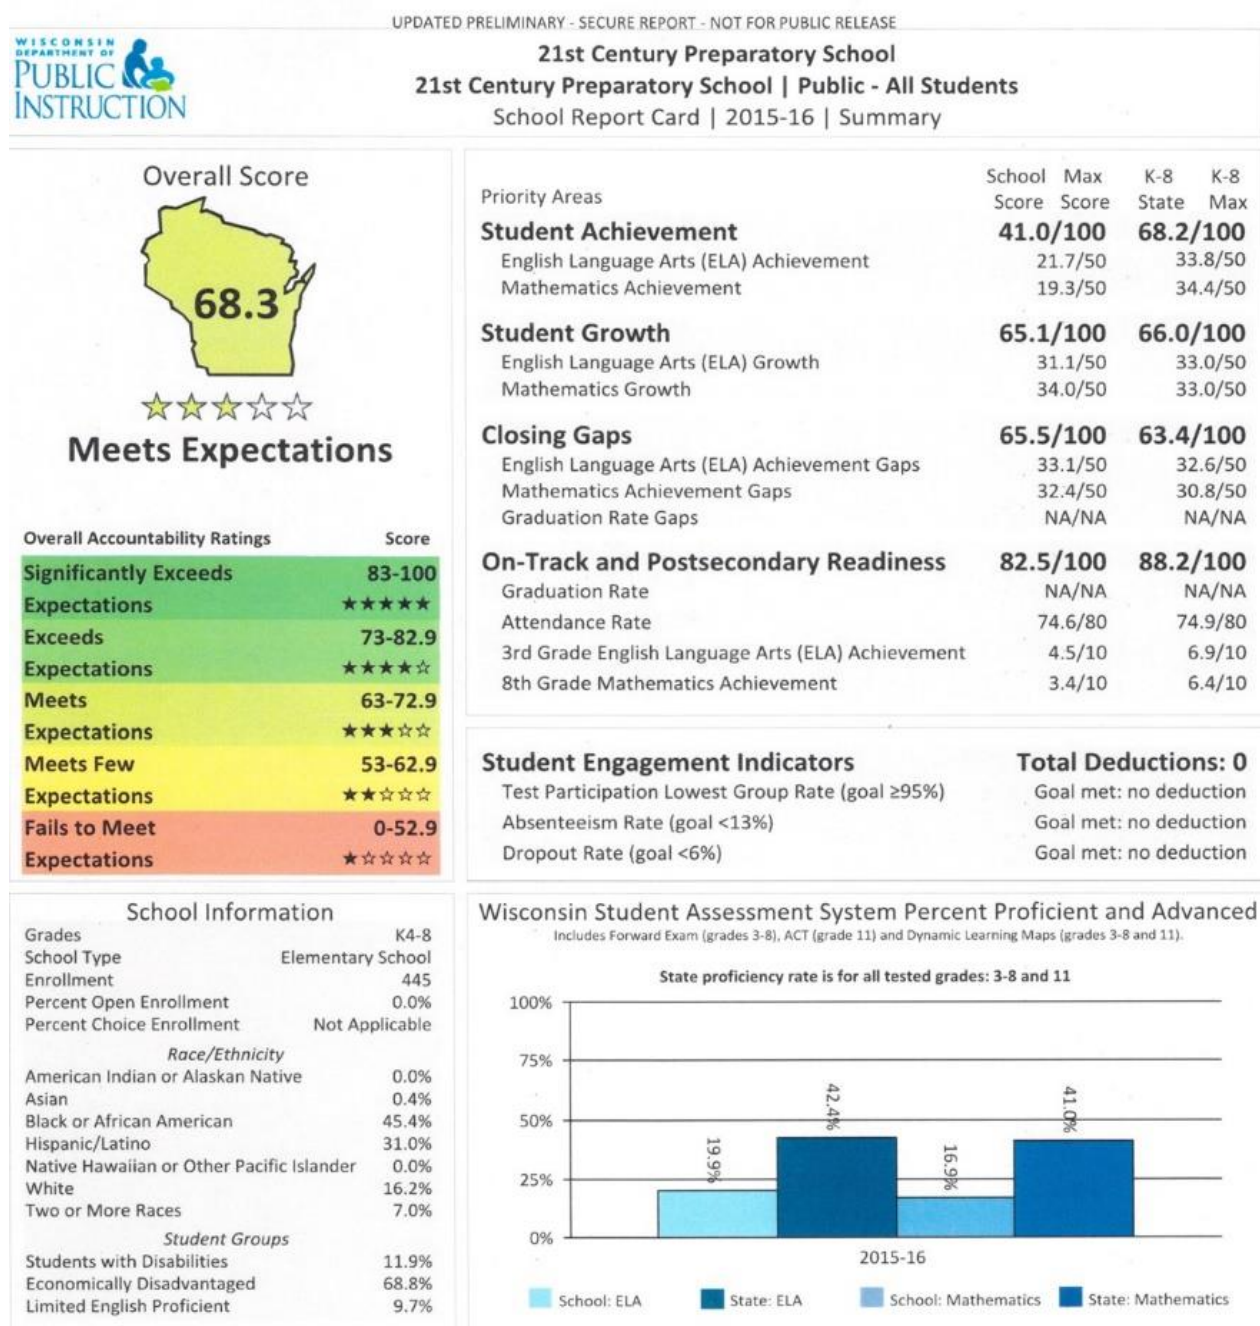 UPDATED PRELIMINARY - SECURE REPORT - NOT FOR PUBLIC RELEASE
WISCONSIN
DEPARTMENT OF
PUBLIC
INSTRUCTION
21st Century Preparatory School
21st Century Preparatory School | Public - All Students
School Report Card | 2015-16 | Summary
Overall Score
68.3
Meets Expectations
Overall Accountability Ratings Score
Significantly Exceeds 83-100
Expectations ★★★★★
Exceeds 73-82.9
Expectations ★★★★☆
Meets 63-72.9
Expectations ★★★☆☆
Meets Few 53-62.9
Expectations ★★☆☆☆
Fails to Meet 0-52.9
Expectations ★☆☆☆☆
School Max K-8 K-8
Priority Areas Score Score State Max
Student Achievement 41.0/100 68.2/100
English Language Arts (ELA) Achievement 21.7/50 33.8/50
Mathematics Achievement 19.3/50 34.4/50
Student Growth 65.1/100 66.0/100
English Language Arts (ELA) Growth 31.1/50 33.0/50
Mathematics Growth 34.0/50 33.0/50
Closing Gaps 65.5/100 63.4/100
English Language Arts (ELA) Achievement Gaps 33.1/50 32.6/50
Mathematics Achievement Gaps 32.4/50 30.8/50
Graduation Rate Gaps NA/NA NA/NA
On-Track and Postsecondary Readiness 82.5/100 88.2/100
Graduation Rate NA/NA NA/NA
Attendance Rate 74.6/80 74.9/80
3rd Grade English Language Arts (ELA) Achievement 4.5/10 6.9/10
8th Grade Mathematics Achievement 3.4/10 6.4/10
Student Engagement Indicators Total Deductions: 0
Test Participation Lowest Group Rate (goal ≥95%) Goal met: no deduction
Absenteeism Rate (goal <13%) Goal met: no deduction
Dropout Rate (goal <6%) Goal met: no deduction
School Information
Grades K4-8
School Type Elementary School
Enrollment 445
Percent Open Enrollment 0.0%
Percent Choice Enrollment Not Applicable
Race/Ethnicity
American Indian or Alaskan Native 0.0%
Asian 0.4%
Black or African American 45.4%
Hispanic/Latino 31.0%
Native Hawaiian or Other Pacific Islander 0.0%
White 16.2%
Two or More Races 7.0%
Student Groups
Students with Disabilities 11.9%
Economically Disadvantaged 68.8%
Limited English Proficient 9.7%
Wisconsin Student Assessment System Percent Proficient and Advanced
Includes Forward Exam (grades 3-8), ACT (grade 11) and Dynamic Learning Maps (grades 3-8 and 11).
State proficiency rate is for all tested grades: 3-8 and 11
100%
75%
50%
25%
0%
19.9%
42.4%
16.9%
41.0%
2015-16
School: ELA State: ELA School: Mathematics State: Mathematics